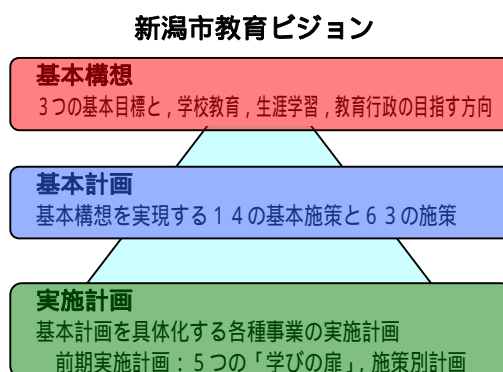 新潟市教育ビジョン
基本構想
３つの基本目標と，学校教育，生涯学習，教育行政の目指す方向
基本計画
基本構想を実現する１４の基本施策と６３の施策
実施計画
基本計画を具体化する各種事業の実施計画
前期実施計画：５つの「学びの扉」，施策別計画